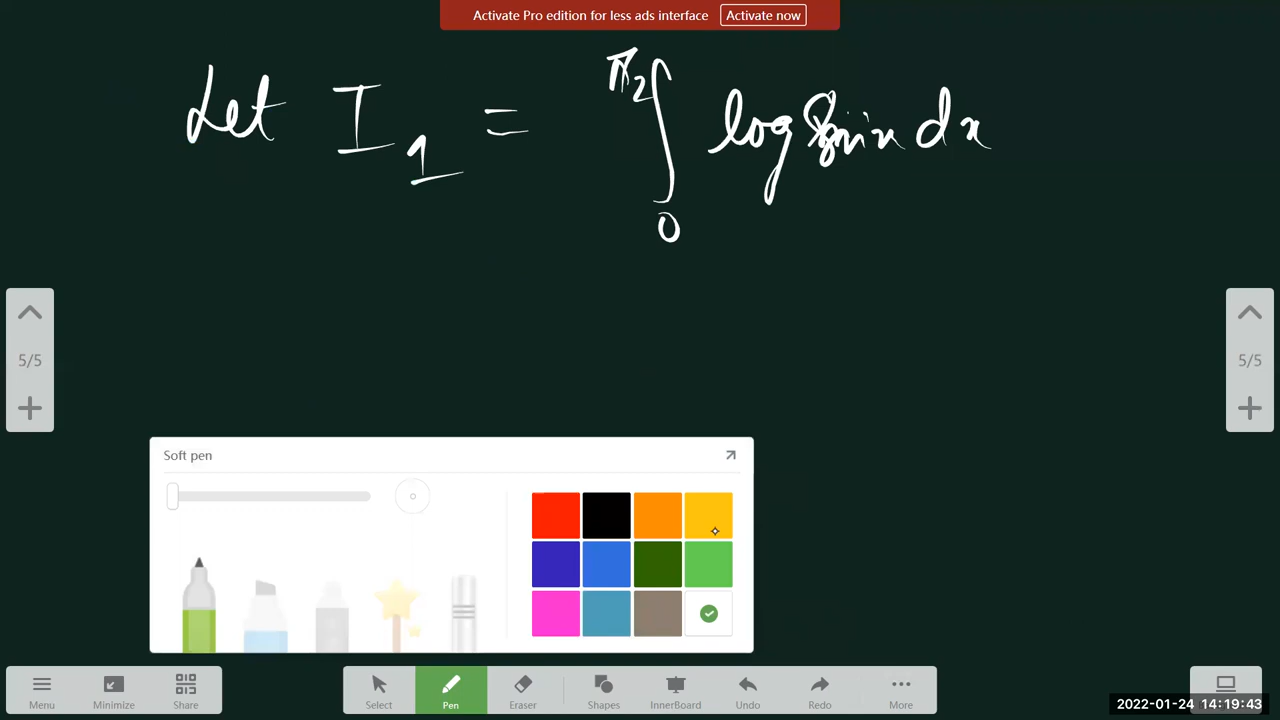 Activate Pro edition for less ads interface Activate now
Let I₁ = ∫₀^{π/2} log sin x dx
5/5
5/5
Soft pen
Menu Minimize Share Select Pen Eraser Shapes InnerBoard Undo Redo More
2022-01-24 14:19:43